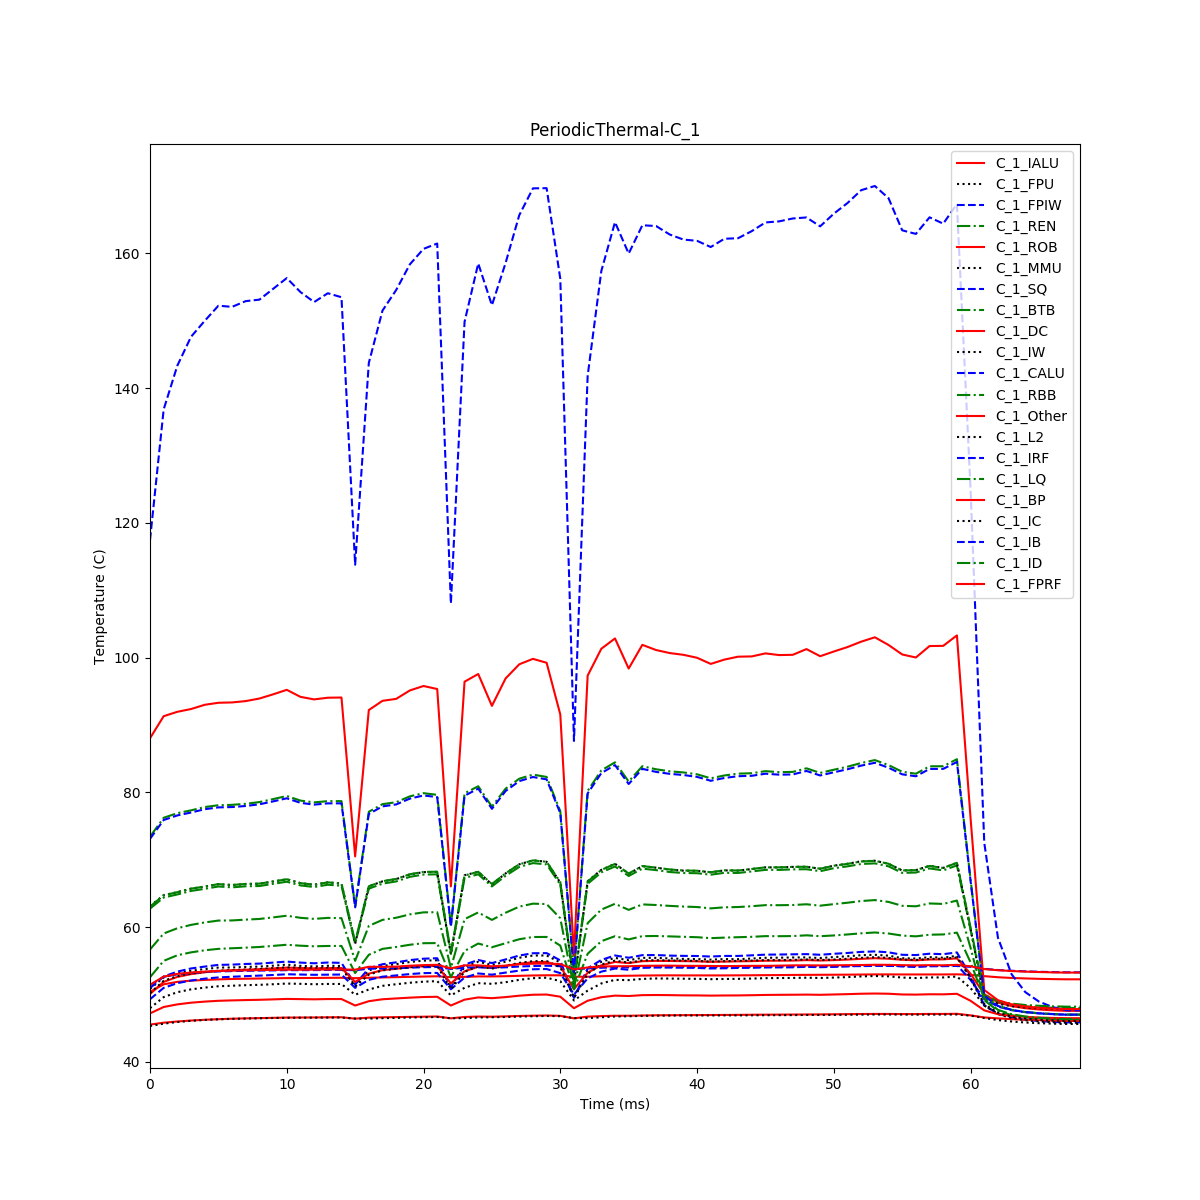 PeriodicThermal-C_1
C_1_IALU
C_1_FPU
C_1_FPIW
C_1_REN
C_1_ROB
C_1_MMU
C_1_SQ
C_1_BTB
C_1_DC
C_1_IW
C_1_CALU
C_1_RBB
C_1_Other
C_1_L2
C_1_IRF
C_1_LQ
C_1_BP
C_1_IC
C_1_IB
C_1_ID
C_1_FPRF
Temperature (C)
160
140
120
100
80
60
40
0 10 20 30 40 50 60
Time (ms)